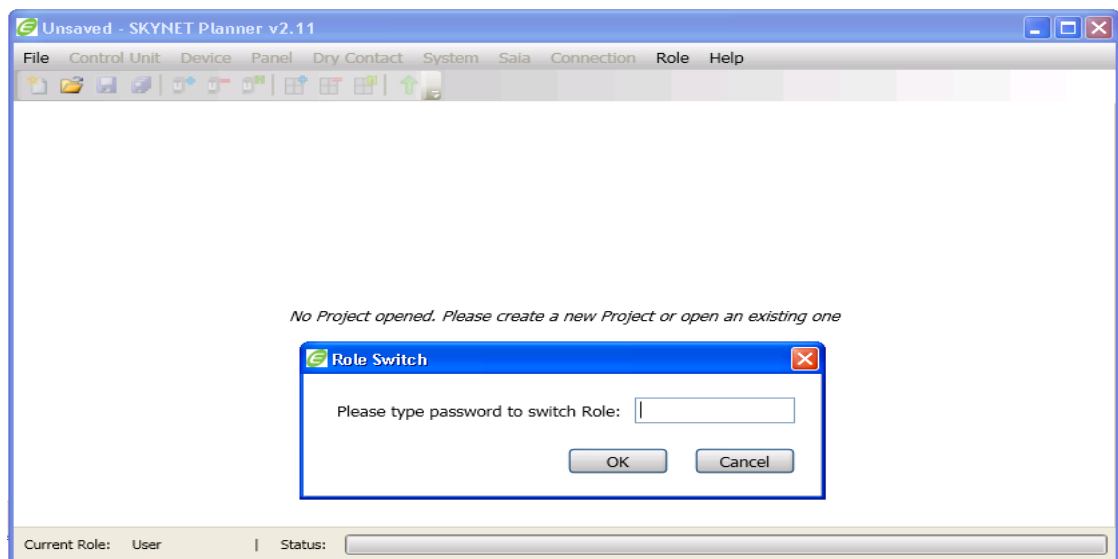 Unsaved - SKYNET Planner v2.11
File Control Unit Device Panel Dry Contact System Saia Connection Role Help
No Project opened. Please create a new Project or open an existing one
Role Switch
Please type password to switch Role:
OK Cancel
Current Role: User | Status: